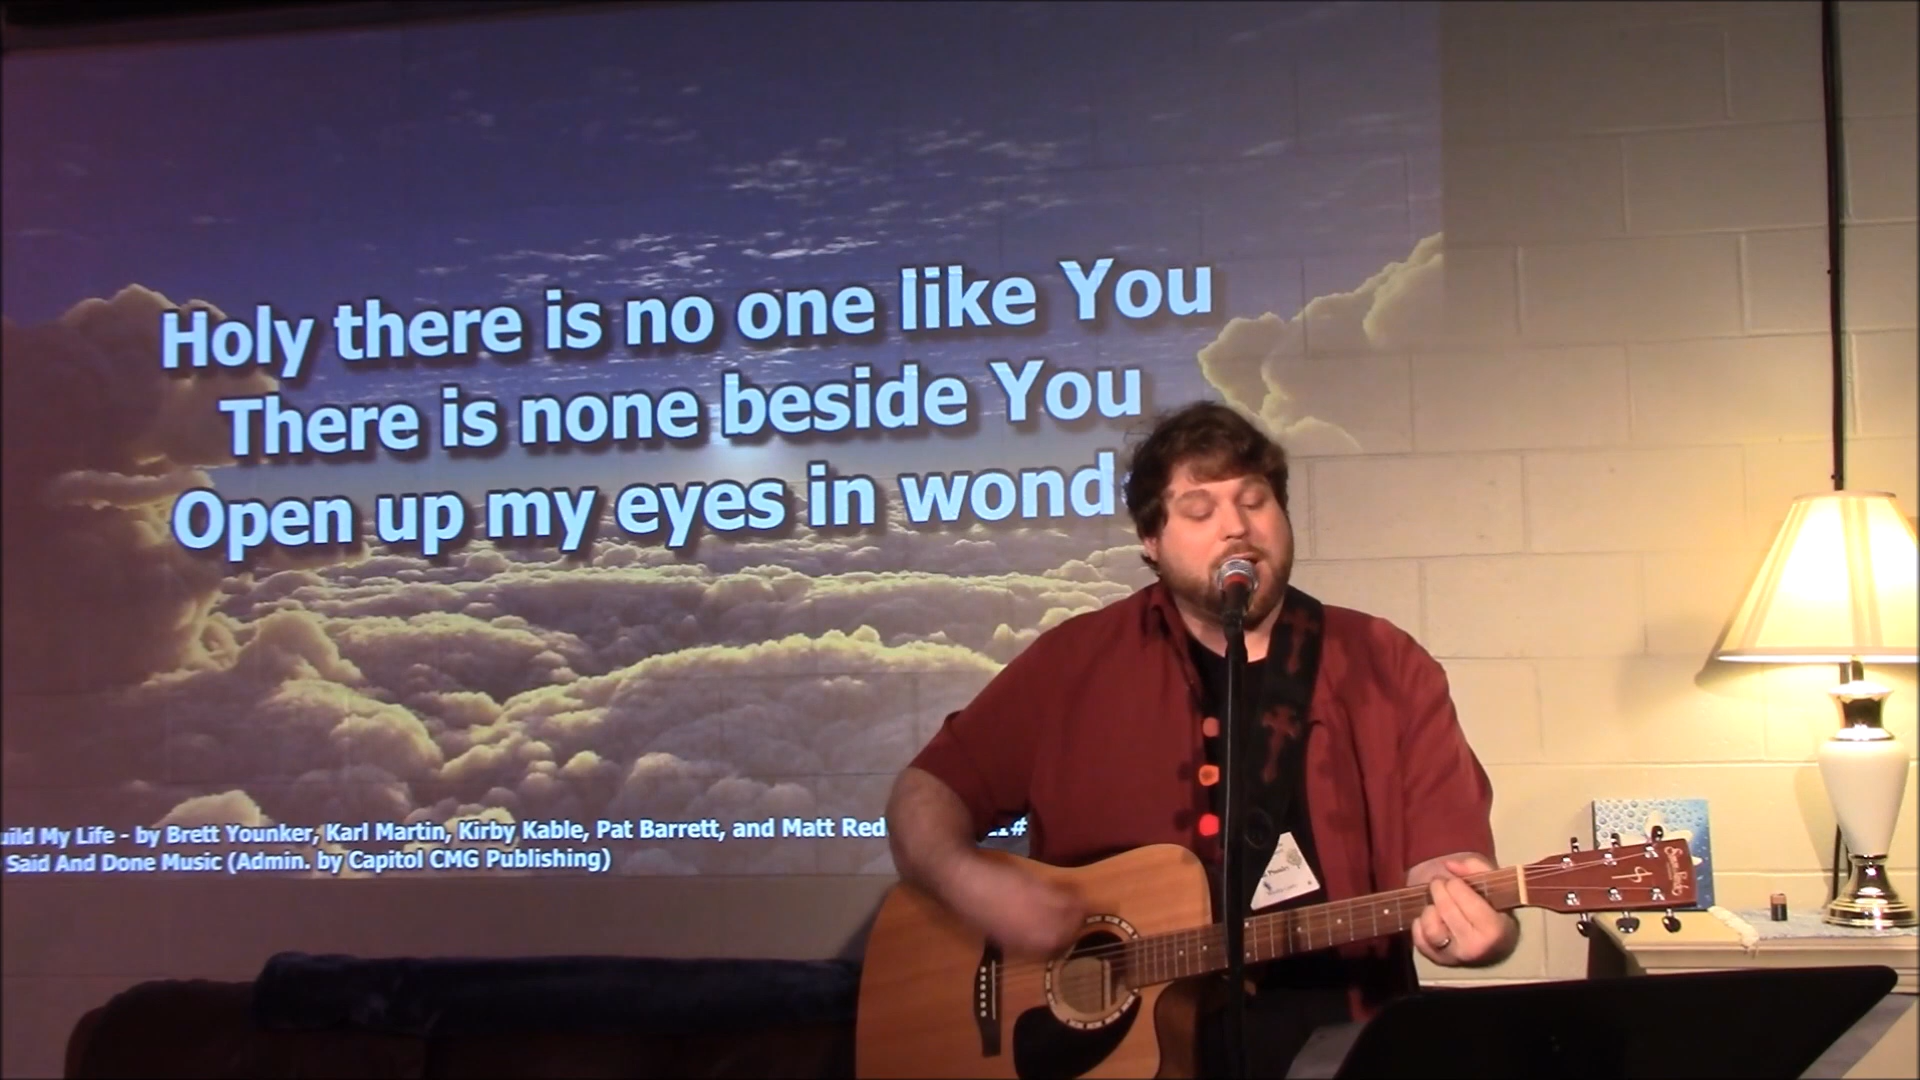 Holy there is no one like You
There is none beside You
Open up my eyes in wond
uild My Life - by Brett Younker, Karl Martin, Kirby Kable, Pat Barrett, and Matt Red
Said And Done Music (Admin. by Capitol CMG Publishing)